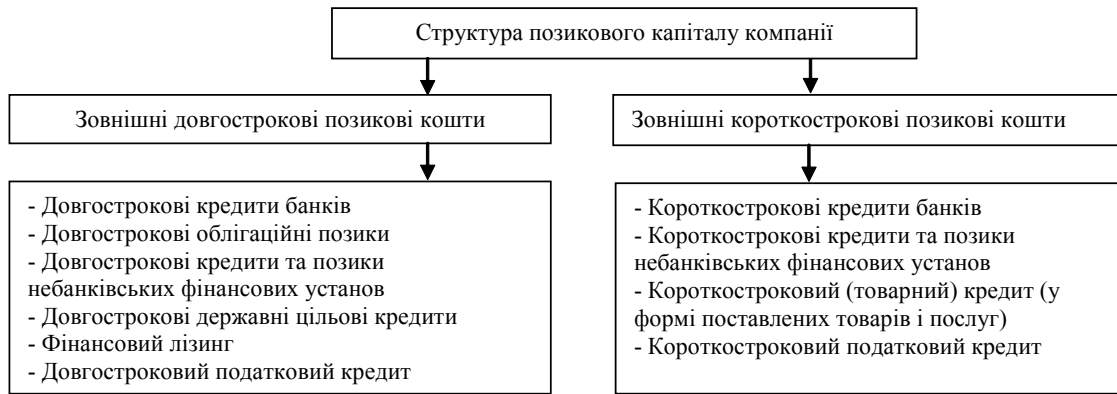 Структура позикового капіталу компанії
Зовнішні довгострокові позикові кошти
Зовнішні короткострокові позикові кошти
- Довгострокові кредити банків
- Довгострокові облігаційні позики
- Довгострокові кредити та позики
небанківських фінансових установ
- Довгострокові державні цільові кредити
- Фінансовий лізинг
- Довгостроковий податковий кредит
- Короткострокові кредити банків
- Короткострокові кредити та позики
небанківських фінансових установ
- Короткостроковий (товарний) кредит (у
формі поставлених товарів і послуг)
- Короткостроковий податковий кредит